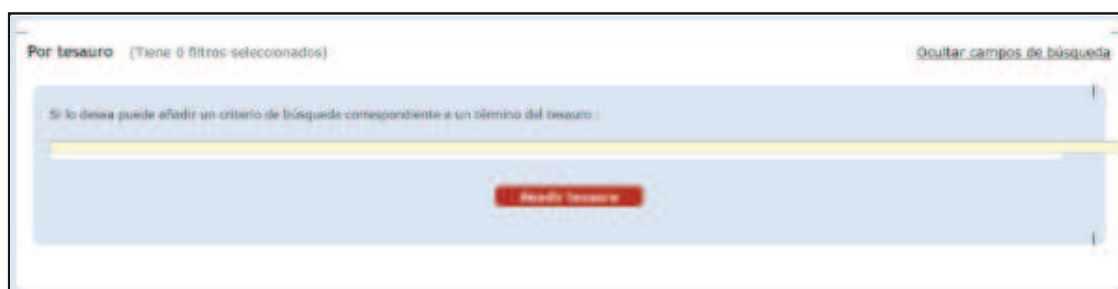 Por tesauro (Tiene 0 filtros seleccionados)
Ocultar campos de búsqueda
Si lo desea puede añadir un criterio de búsqueda correspondiente a un término del tesauro :
Añadir tesauro